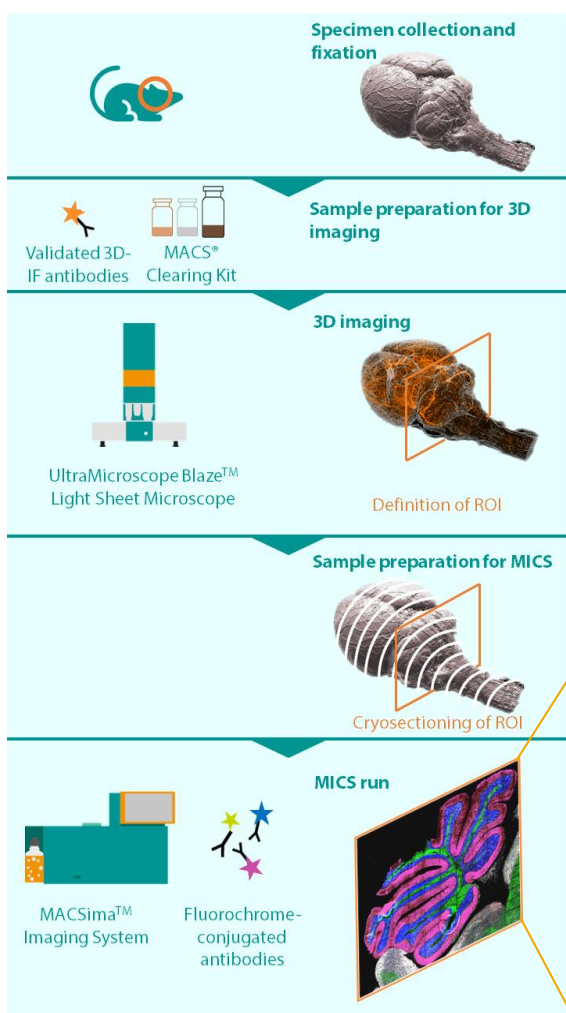 Specimen collection and
fixation
Sample preparation for 3D
imaging
Validated 3D-
IF antibodies
MACS®
Clearing Kit
3D imaging
UltraMicroscope Blaze™
Light Sheet Microscope
Definition of ROI
Sample preparation for MICS
Cryosectioning of ROI
MICS run
MACSima™
Imaging System
Fluorochrome-
conjugated
antibodies